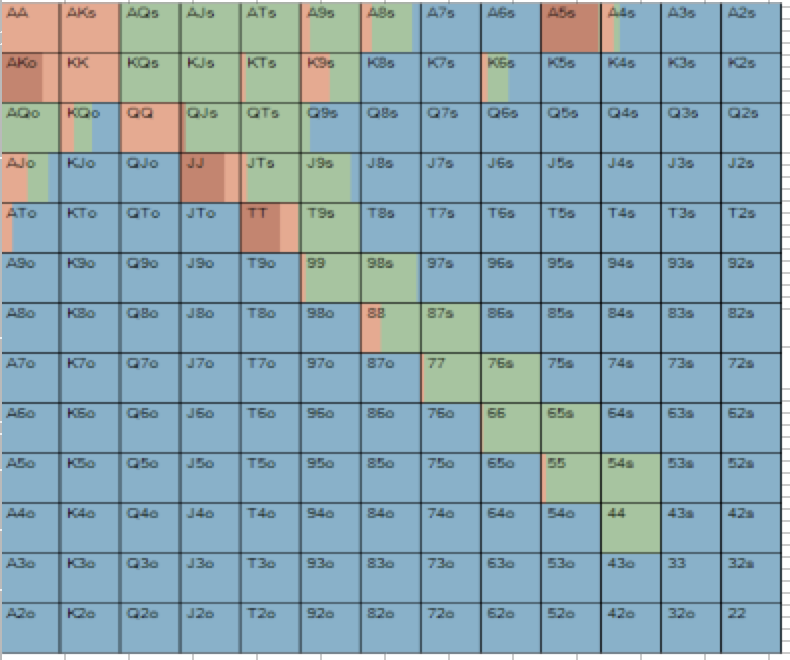 AA AKs AQs AJs ATs A9s A8s A7s A6s A5s A4s A3s A2s
AKo KK KQs KJs KTs K9s K8s K7s K6s K5s K4s K3s K2s
AQo KQo QQ QJs QTs Q9s Q8s Q7s Q6s Q5s Q4s Q3s Q2s
AJo KJo QJo JJ JTs J9s J8s J7s J6s J5s J4s J3s J2s
ATo KTo QTo JTo TT T9s T8s T7s T6s T5s T4s T3s T2s
A9o K9o Q9o J9o T9o 99 98s 97s 96s 95s 94s 93s 92s
A8o K8o Q8o J8o T8o 98o 88 87s 86s 85s 84s 83s 82s
A7o K7o Q7o J7o T7o 97o 87o 77 76s 75s 74s 73s 72s
A6o K6o Q6o J6o T6o 96o 86o 76o 66 65s 64s 63s 62s
A5o K5o Q5o J5o T5o 95o 85o 75o 65o 55 54s 53s 52s
A4o K4o Q4o J4o T4o 94o 84o 74o 64o 54o 44 43s 42s
A3o K3o Q3o J3o T3o 93o 83o 73o 63o 53o 43o 33 32s
A2o K2o Q2o J2o T2o 92o 82o 72o 62o 52o 42o 32o 22